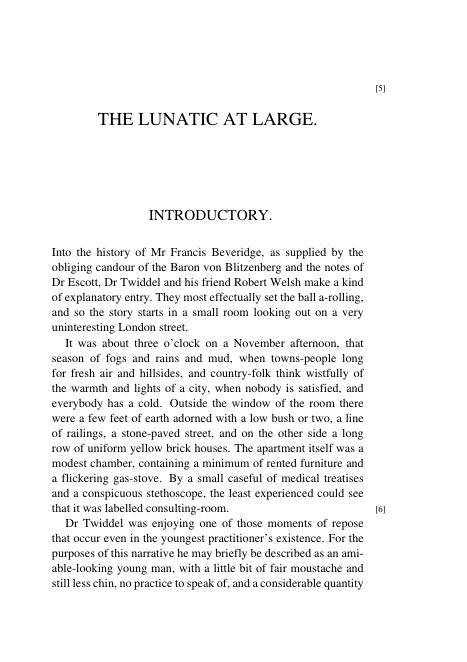 [5]
THE LUNATIC AT LARGE.
INTRODUCTORY.
Into the history of Mr Francis Beveridge, as supplied by the
obliging candour of the Baron von Blitzenberg and the notes of
Dr Escott, Dr Twiddel and his friend Robert Welsh make a kind
of explanatory entry. They most effectually set the ball a-rolling,
and so the story starts in a small room looking out on a very
uninteresting London street.
It was about three o'clock on a November afternoon, that
season of fogs and rains and mud, when towns-people long
for fresh air and hillsides, and country-folk think wistfully of
the warmth and lights of a city, when nobody is satisfied, and
everybody has a cold. Outside the window of the room there
were a few feet of earth adorned with a low bush or two, a line
of railings, a stone-paved street, and on the other side a long
row of uniform yellow brick houses. The apartment itself was a
modest chamber, containing a minimum of rented furniture and
a flickering gas-stove. By a small caseful of medical treatises
and a conspicuous stethoscope, the least experienced could see
that it was labelled consulting-room.
[6]
Dr Twiddel was enjoying one of those moments of repose
that occur even in the youngest practitioner's existence. For the
purposes of this narrative he may briefly be described as an ami-
able-looking young man, with a little bit of fair moustache and
still less chin, no practice to speak of, and a considerable quantity